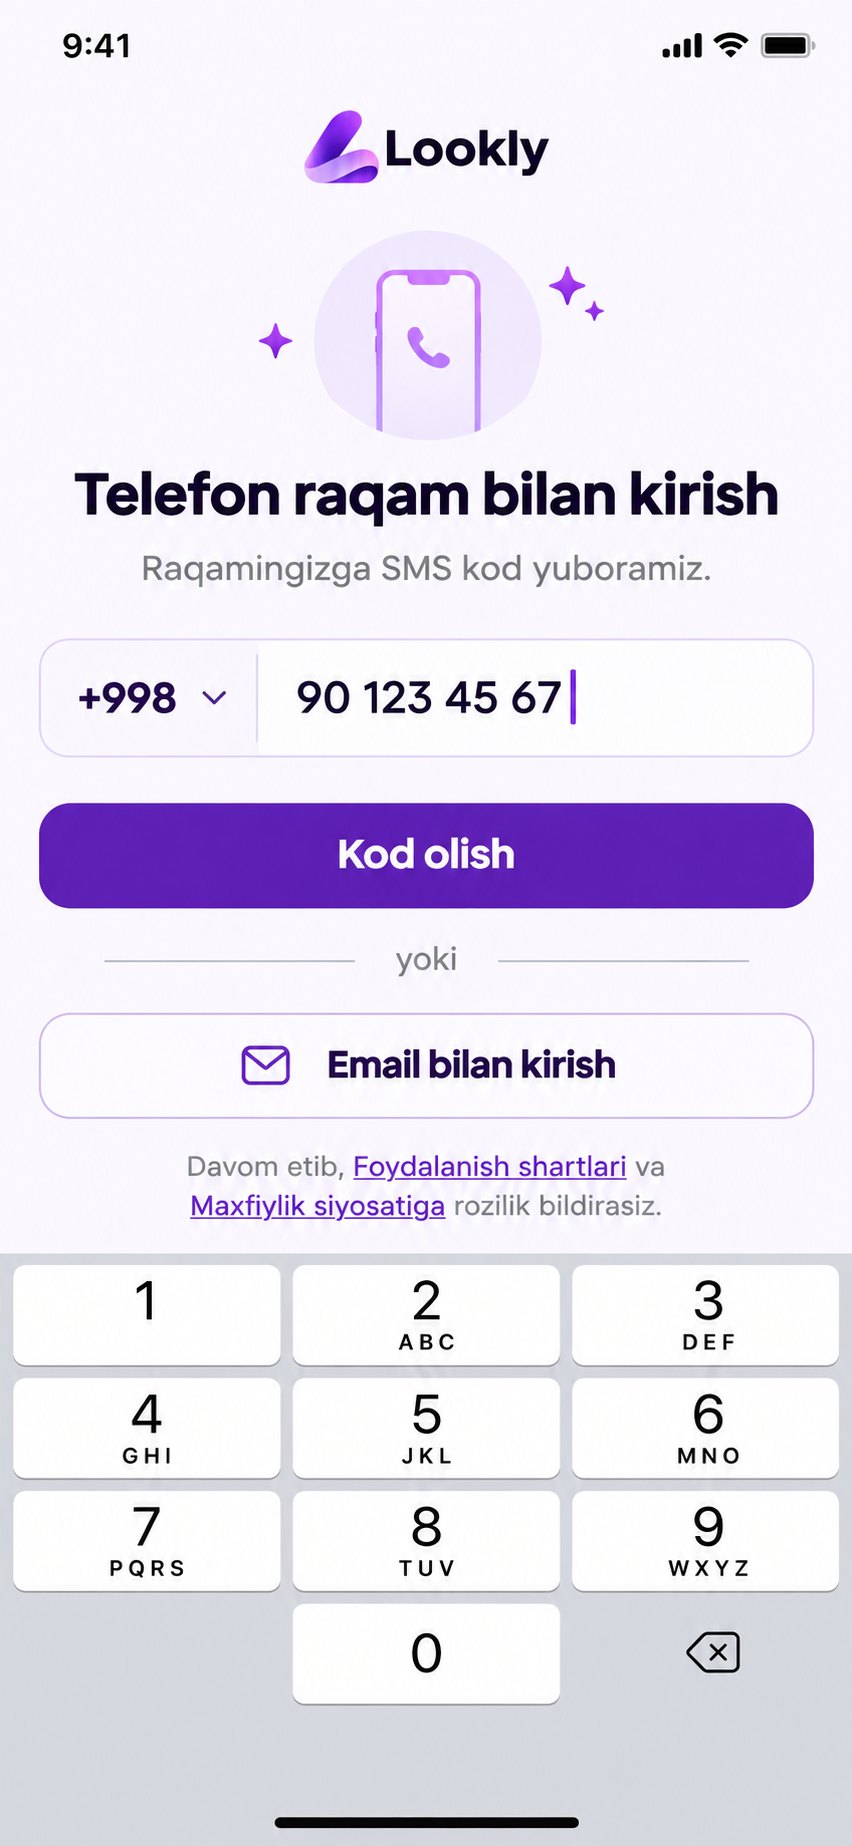 9:41
Lookly
Telefon raqam bilan kirish
Raqamingizga SMS kod yuboramiz.
+998 90 123 45 67
Kod olish
yoki
Email bilan kirish
Davom etib, Foydalanish shartlari va
Maxfiylik siyosatiga rozilik bildirasiz.
1 2 3
ABC DEF
4 5 6
GHI JKL MNO
7 8 9
PQRS TUV WXYZ
0